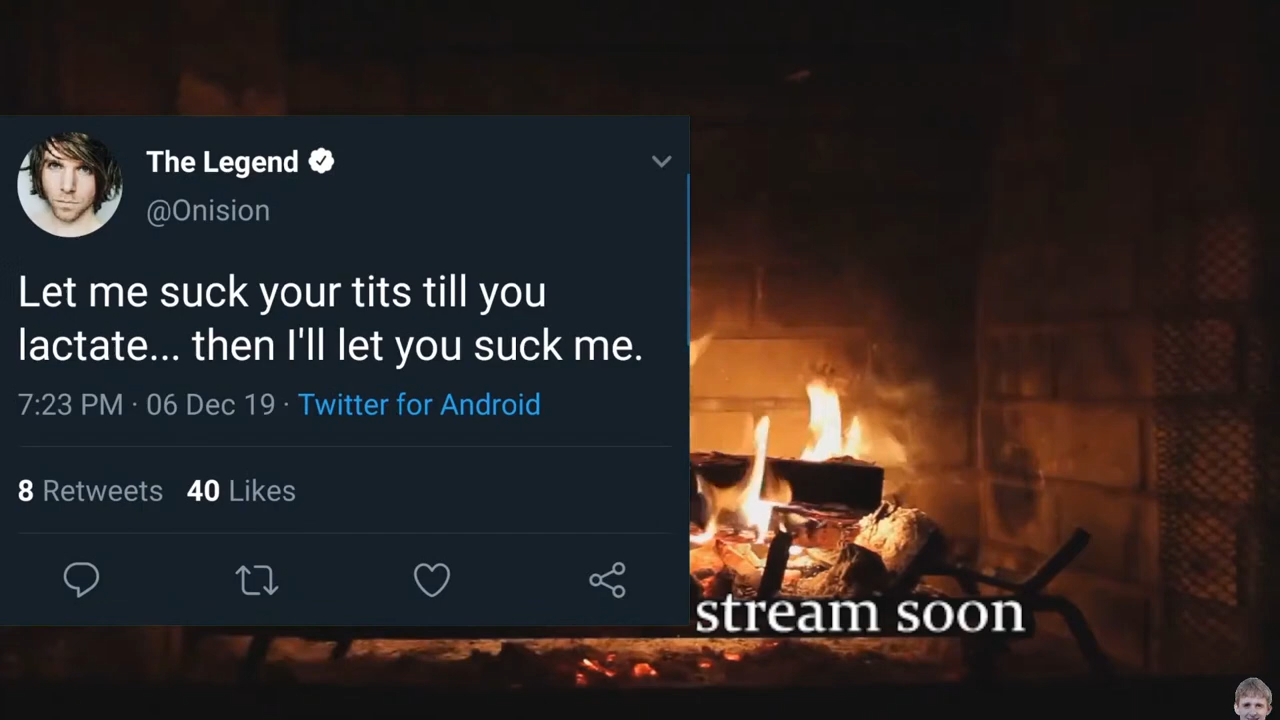 The Legend
@Onision
Let me suck your tits till you
lactate... then I'll let you suck me.
7:23 PM · 06 Dec 19 · Twitter for Android
8 Retweets 40 Likes
stream soon